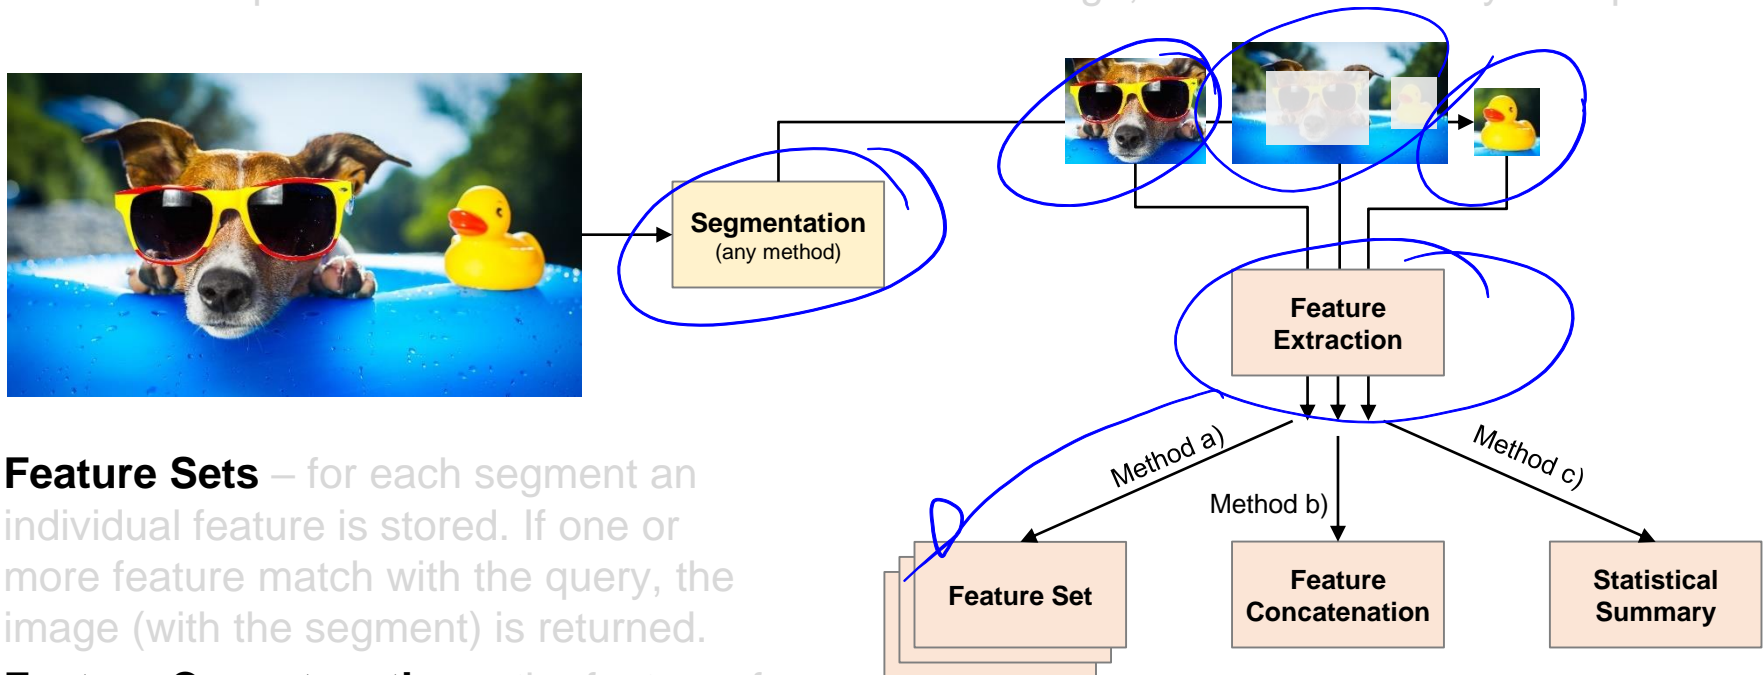 Segmentation
(any method)
Feature
Extraction
Method a)
Method b)
Method c)
Feature Sets – for each segment an
individual feature is stored. If one or
more feature match with the query, the
image (with the segment) is returned.
Feature Set
Feature
Concatenation
Statistical
Summary